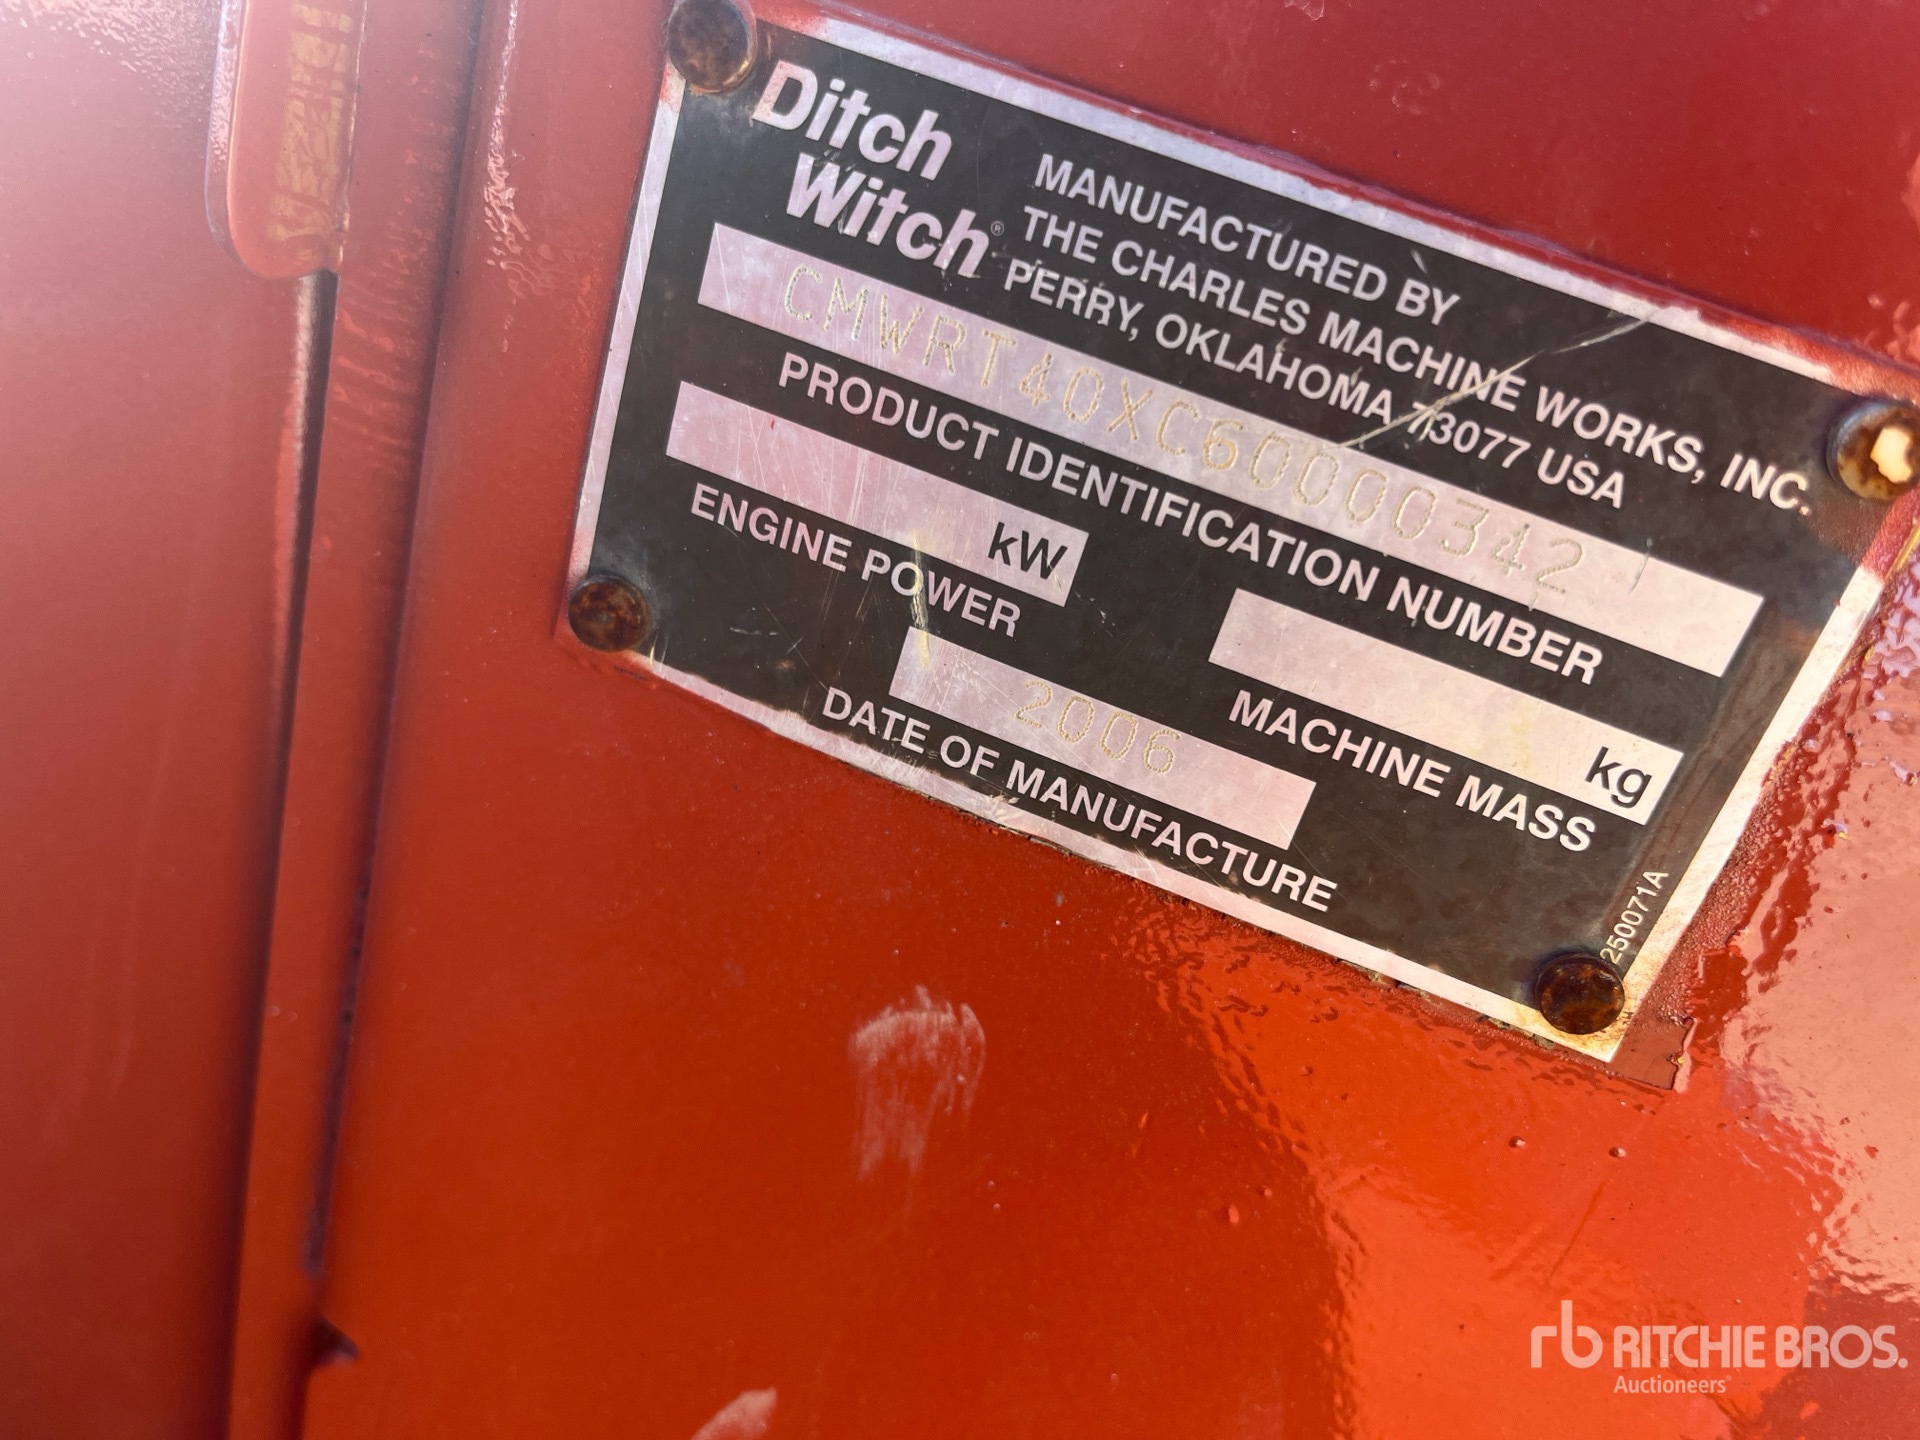 Ditch
Witch®
MANUFACTURED BY
THE CHARLES MACHINE WORKS, INC.
PERRY, OKLAHOMA 73077 USA
CMWRT40XC60000342
PRODUCT IDENTIFICATION NUMBER
kW
ENGINE POWER
kg
MACHINE MASS
2006
DATE OF MANUFACTURE
250071A
rb RITCHIE BROS.
Auctioneers